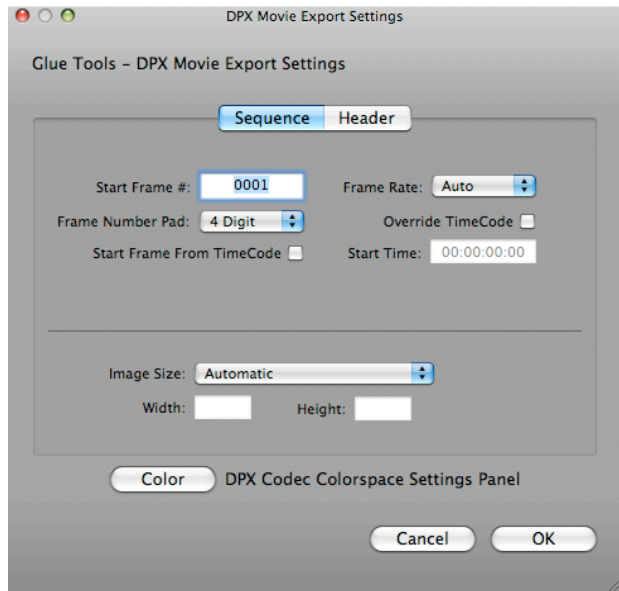 DPX Movie Export Settings
Glue Tools – DPX Movie Export Settings
Sequence Header
Start Frame #: 0001 Frame Rate: Auto
Frame Number Pad: 4 Digit Override TimeCode
Start Frame From TimeCode Start Time: 00:00:00:00
Image Size: Automatic
Width: Height:
Color DPX Codec Colorspace Settings Panel
Cancel OK